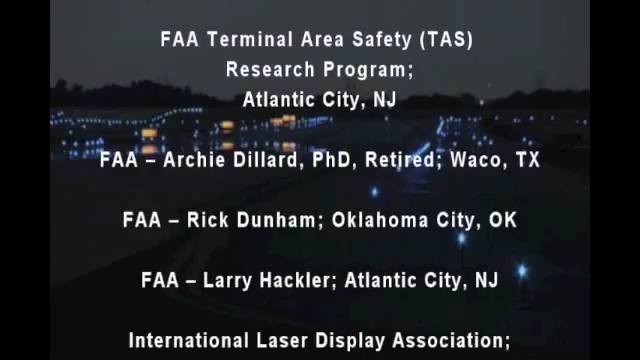 FAA Terminal Area Safety (TAS)
Research Program;
Atlantic City, NJ
FAA – Archie Dillard, PhD, Retired; Waco, TX
FAA – Rick Dunham; Oklahoma City, OK
FAA – Larry Hackler; Atlantic City, NJ
International Laser Display Association;